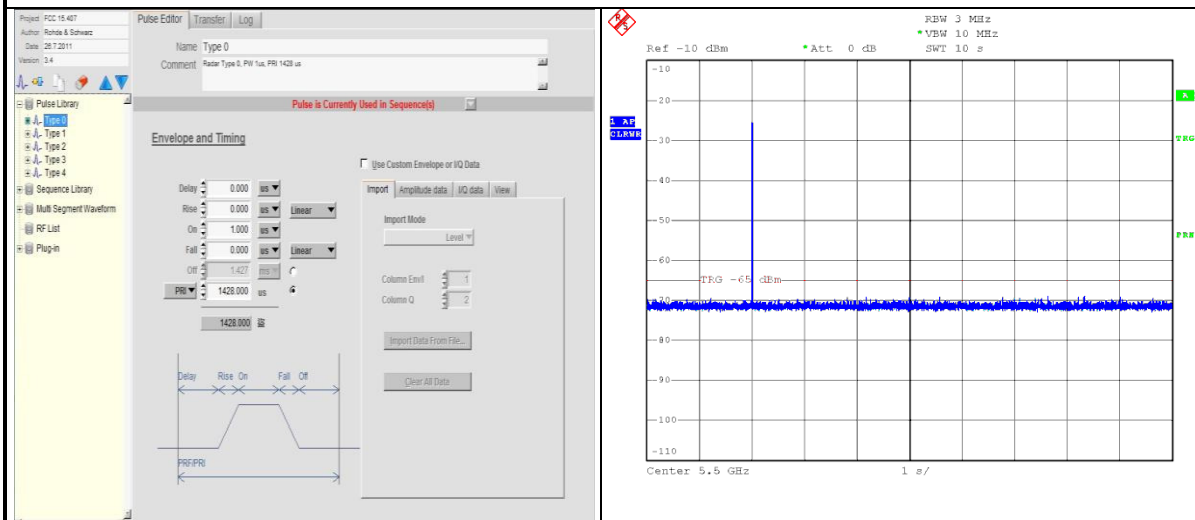 Project FCC 15.407
Author Rohde & Schwarz
Date 26.7.2011
Version 3.4
Pulse Library
Type 0
Type 1
Type 2
Type 3
Type 4
Sequence Library
Multi Segment Waveform
RF List
Plug-in
Pulse Editor Transfer Log
Name Type 0
Comment Radar Type 0, PW 1us, PRI 1428 us
Pulse is Currently Used in Sequence(s)
Envelope and Timing
Use Custom Envelope or I/Q Data
Delay 0.000 us
Rise 0.000 us Linear
On 1.000 us
Fall 0.000 us Linear
Off 1.427 ms
PRI 1428.000 us
1428.000
Import Amplitude data I/Q data View
Import Mode
Level
Column Env/I 1
Column Q 2
Import Data From File...
Clear All Data
Delay Rise On Fall Off
PRF/PRI
R S
RBW 3 MHz
*VBW 10 MHz
Ref -10 dBm *Att 0 dB SWT 10 s
-10
-20
-30
-40
-50
-60
-70
-80
-90
-100
-110
1 AP
CLRWR
TRG -65 dBm
A
TRG
PRN
Center 5.5 GHz 1 s/